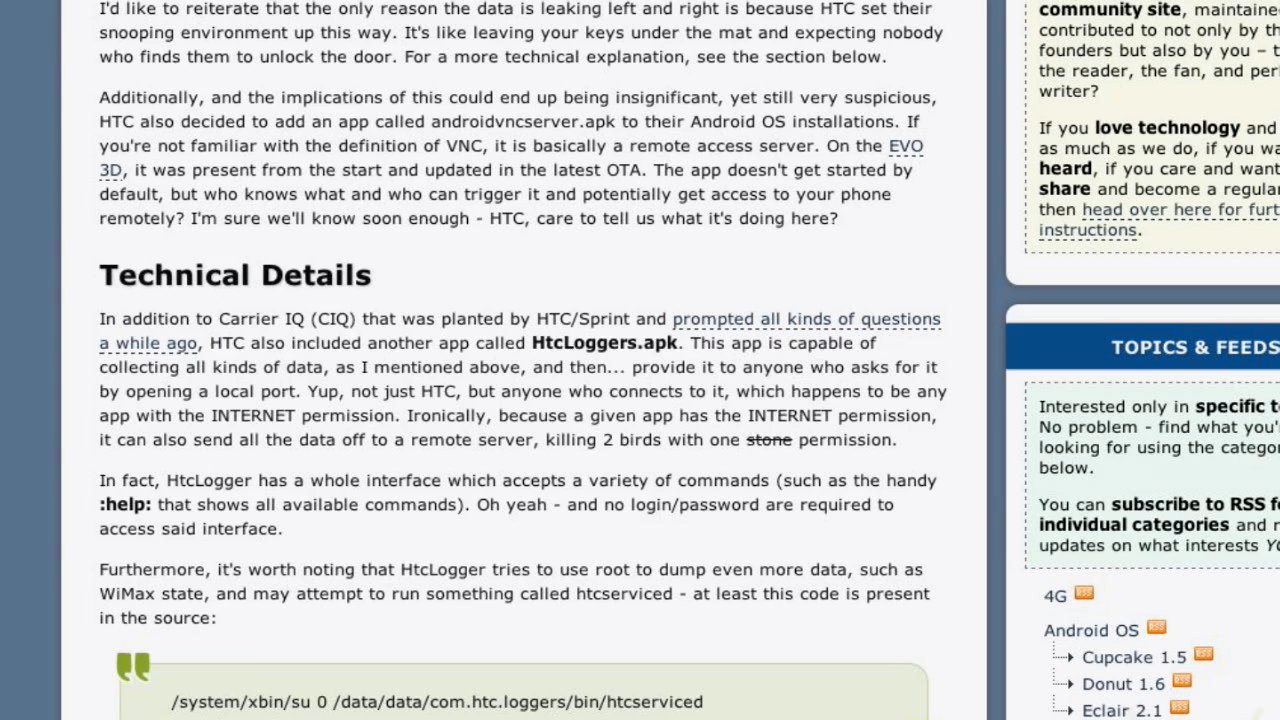 I'd like to reiterate that the only reason the data is leaking left and right is because HTC set their
snooping environment up this way. It's like leaving your keys under the mat and expecting nobody
who finds them to unlock the door. For a more technical explanation, see the section below.
Additionally, and the implications of this could end up being insignificant, yet still very suspicious,
HTC also decided to add an app called androidvncserver.apk to their Android OS installations. If
you're not familiar with the definition of VNC, it is basically a remote access server. On the EVO
3D, it was present from the start and updated in the latest OTA. The app doesn't get started by
default, but who knows what and who can trigger it and potentially get access to your phone
remotely? I'm sure we'll know soon enough - HTC, care to tell us what it's doing here?
Technical Details
In addition to Carrier IQ (CIQ) that was planted by HTC/Sprint and prompted all kinds of questions
a while ago, HTC also included another app called HtcLoggers.apk. This app is capable of
collecting all kinds of data, as I mentioned above, and then... provide it to anyone who asks for it
by opening a local port. Yup, not just HTC, but anyone who connects to it, which happens to be any
app with the INTERNET permission. Ironically, because a given app has the INTERNET permission,
it can also send all the data off to a remote server, killing 2 birds with one stone permission.
In fact, HtcLogger has a whole interface which accepts a variety of commands (such as the handy
:help: that shows all available commands). Oh yeah - and no login/password are required to
access said interface.
Furthermore, it's worth noting that HtcLogger tries to use root to dump even more data, such as
WiMax state, and may attempt to run something called htcserviced - at least this code is present
in the source:
/system/xbin/su 0 /data/data/com.htc.loggers/bin/htcserviced
community site, maintaine
contributed to not only by th
founders but also by you – t
the reader, the fan, and peri
writer?
If you love technology and
as much as we do, if you wa
heard, if you care and want
share and become a regula
then head over here for furt
instructions.
TOPICS & FEEDS
Interested only in specific t
No problem - find what you'
looking for using the catego
below.
You can subscribe to RSS f
individual categories and r
updates on what interests Yo
4G RSS
Android OS RSS
Cupcake 1.5 RSS
Donut 1.6 RSS
Eclair 2.1 RSS